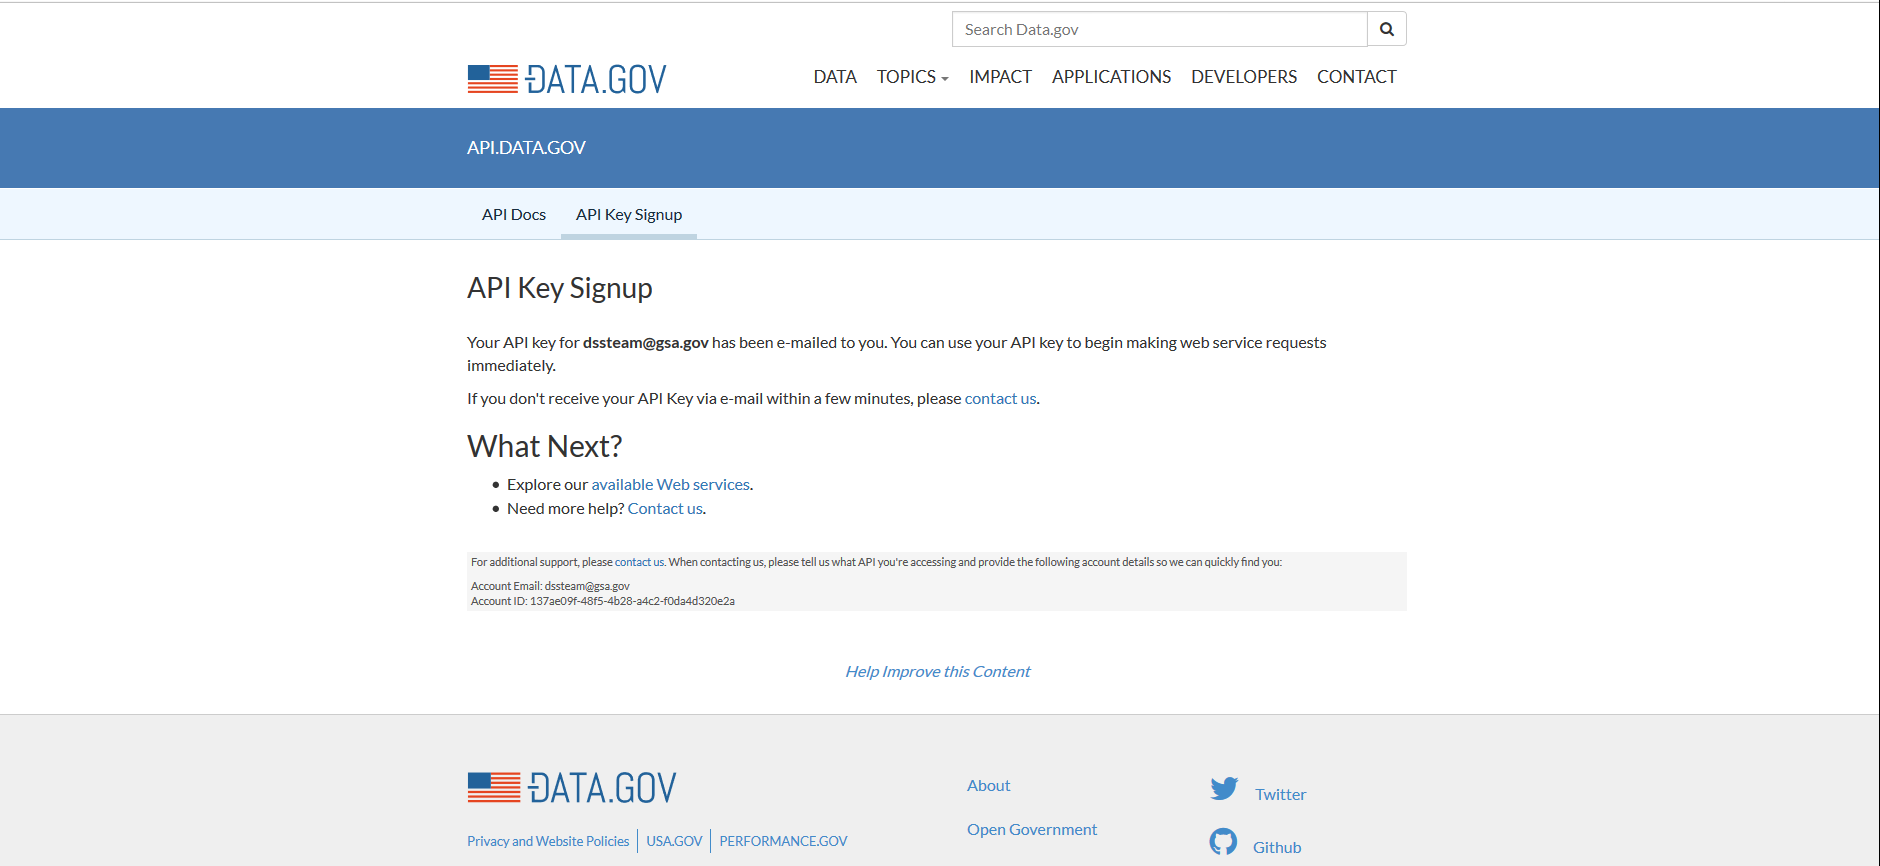 Search Data.gov
DATA.GOV
DATA TOPICS IMPACT APPLICATIONS DEVELOPERS CONTACT
API.DATA.GOV
API Docs API Key Signup
API Key Signup
Your API key for dssteam@gsa.gov has been e-mailed to you. You can use your API key to begin making web service requests
immediately.
If you don't receive your API Key via e-mail within a few minutes, please contact us.
What Next?
Explore our available Web services.
Need more help? Contact us.
For additional support, please contact us. When contacting us, please tell us what API you're accessing and provide the following account details so we can quickly find you:
Account Email: dssteam@gsa.gov
Account ID: 137ae09f-48f5-4b28-a4c2-f0da4d320e2a
Help Improve this Content
DATA.GOV
Privacy and Website Policies USA.GOV PERFORMANCE.GOV
About
Open Government
Twitter
Github